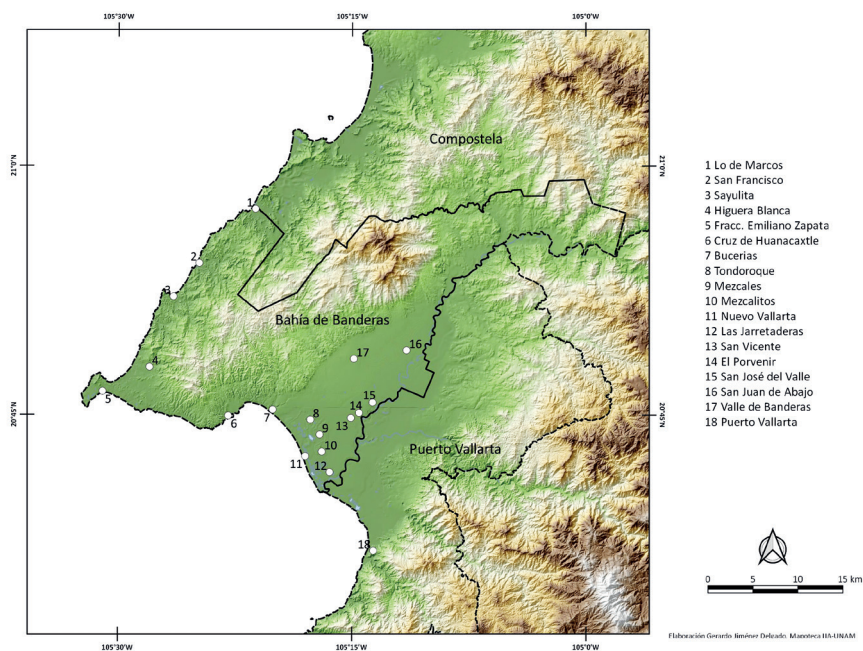 105°30'W
105°15'W
105°0'W
21°0'N
21°0'N
Compostela
1
2
3
Bahía de Banderas
16
17
4
15
5
14
8
13
7
6
20°45'N
20°45'N
9
10
Puerto Vallarta
11
12
18
1 Lo de Marcos
2 San Francisco
3 Sayulita
4 Higuera Blanca
5 Fracc. Emiliano Zapata
6 Cruz de Huanacaxtle
7 Bucerias
8 Tondoroque
9 Mezcales
10 Mezcalitos
11 Nuevo Vallarta
12 Las Jarretaderas
13 San Vicente
14 El Porvenir
15 San José del Valle
16 San Juan de Abajo
17 Valle de Banderas
18 Puerto Vallarta
0 5 10 15 km
Elaboración Gerardo Jiménez Delgado. Mapoteca IIA-UNAM
105°30'W
105°15'W
105°0'W